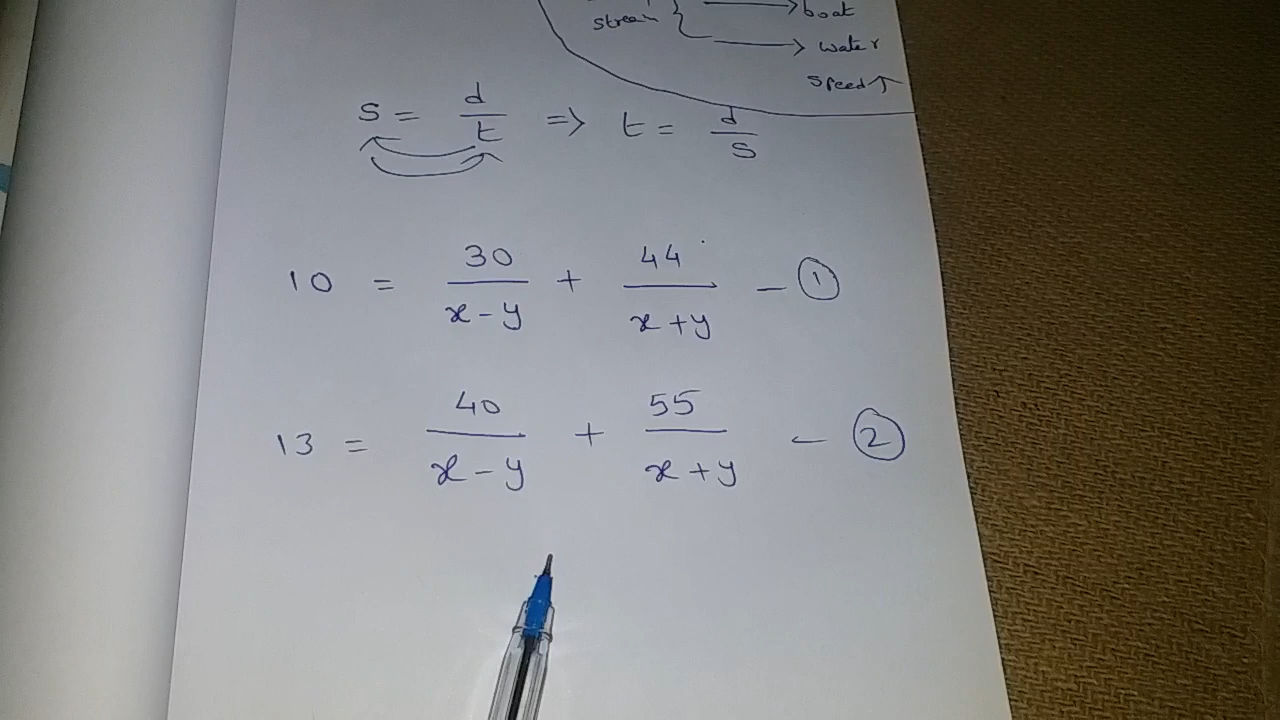 boat
stream { → water
speed↑
s = d/t => t = d/s
10 = 30/(x-y) + 44/(x+y) - ①
13 = 40/(x-y) + 55/(x+y) - ②